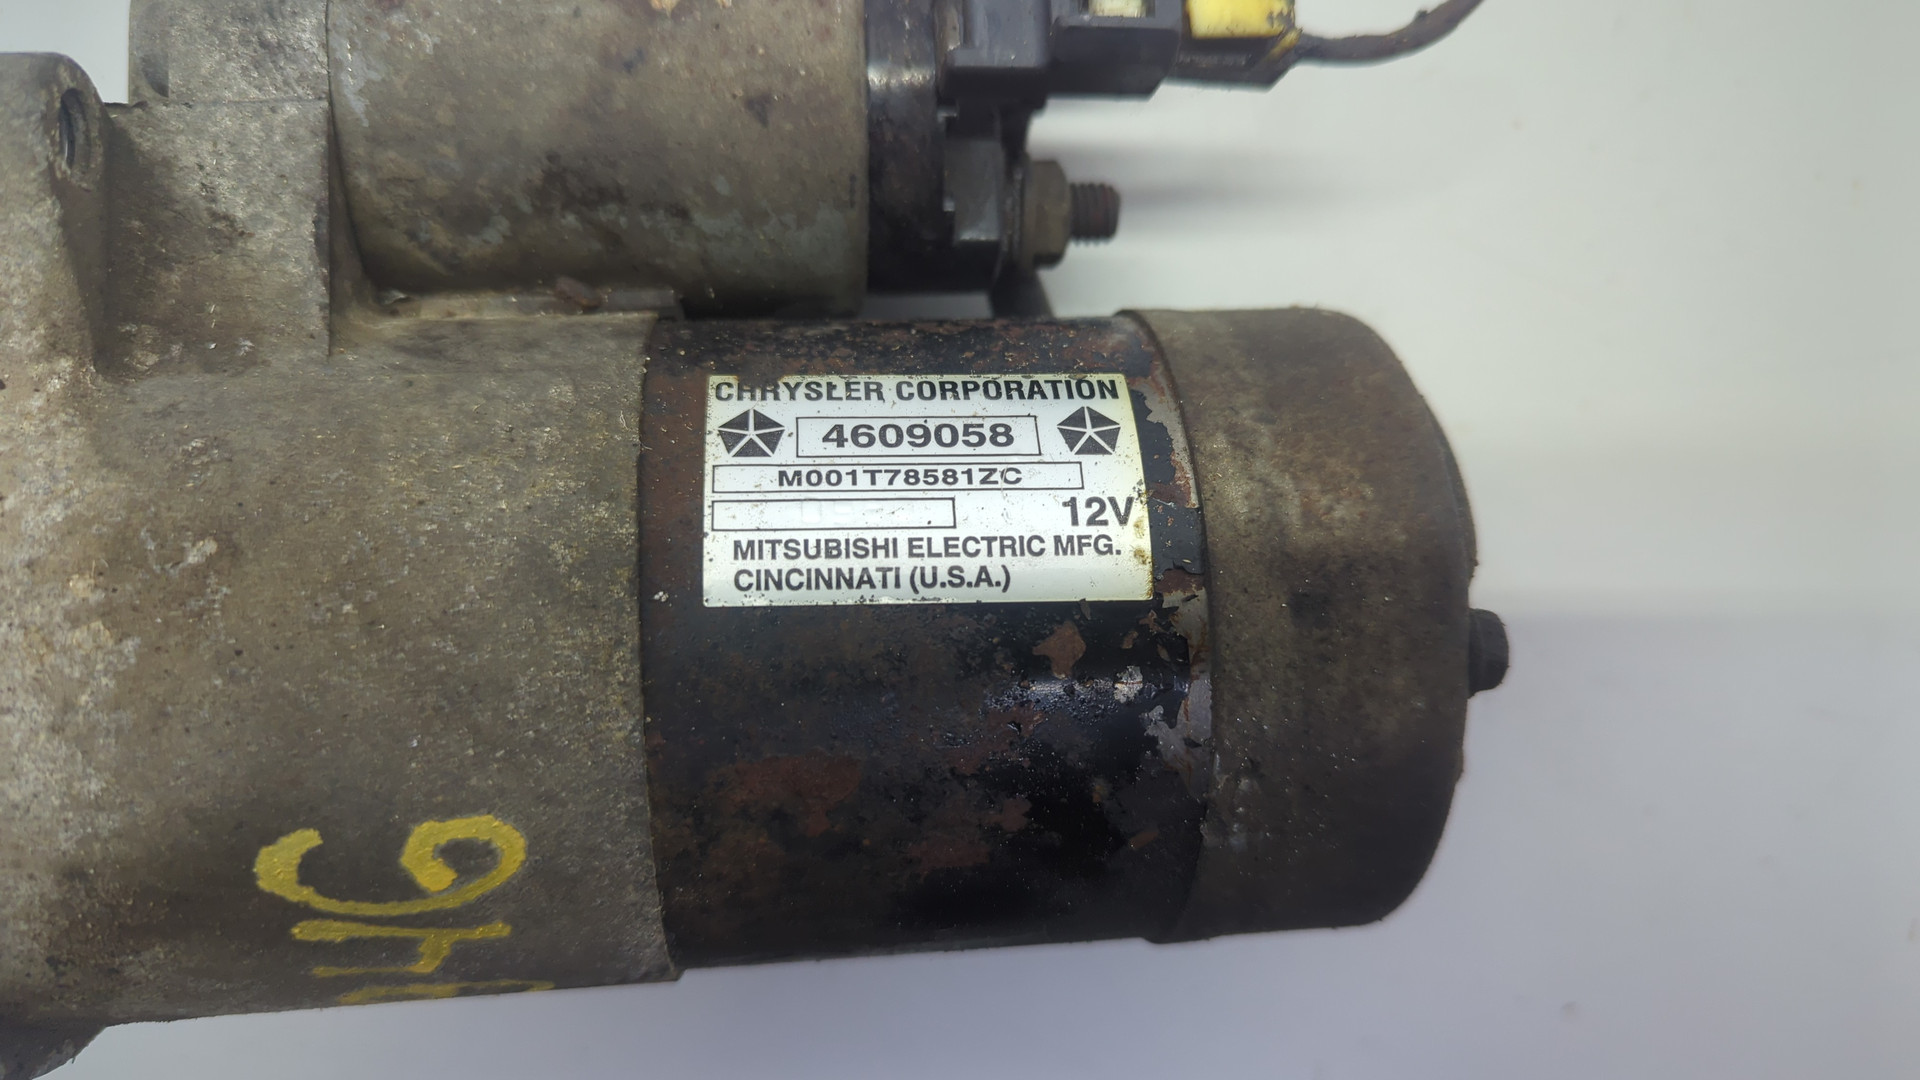 CHRYSLER CORPORATION
4609058
M001T78581ZC
12V
MITSUBISHI ELECTRIC MFG.
CINCINNATI (U.S.A.)